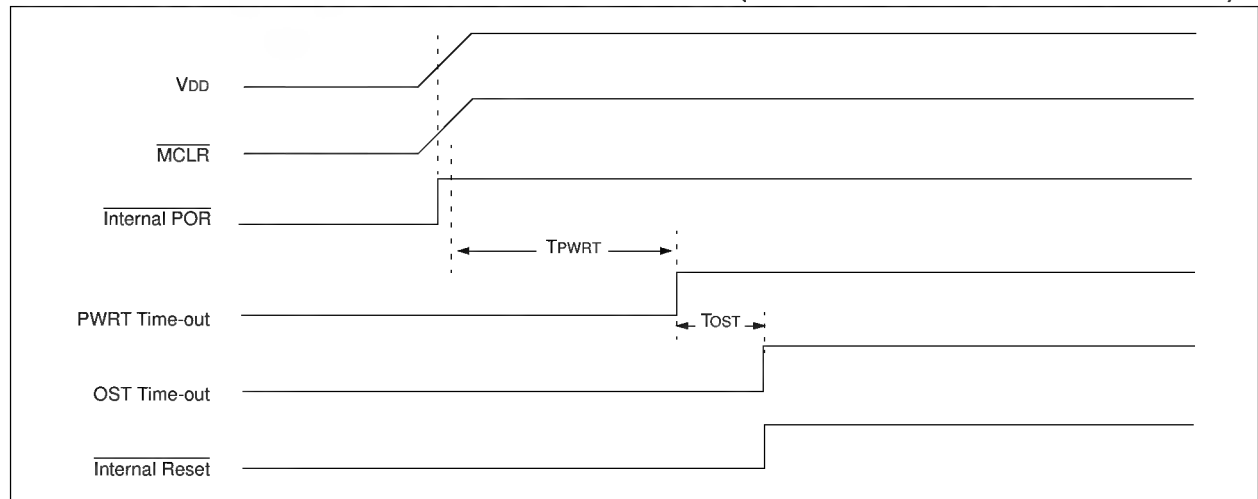 VDD
MCLR
Internal POR
TPWRT
PWRT Time-out
TOST
OST Time-out
Internal Reset